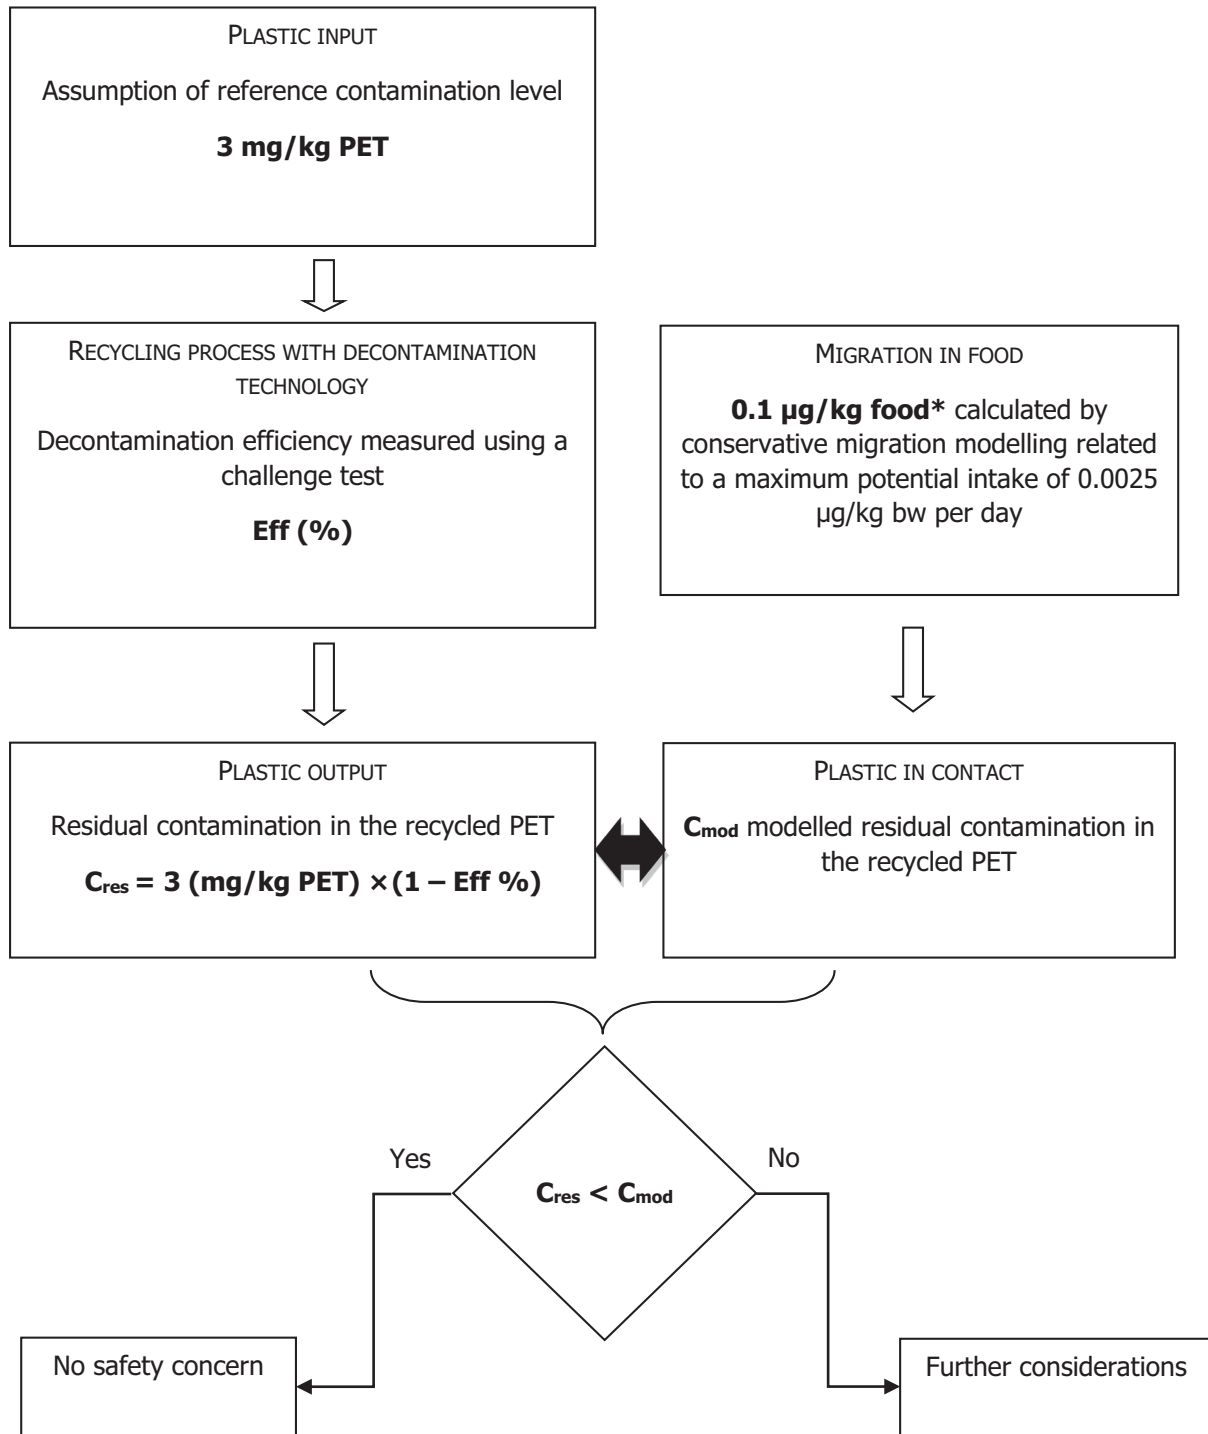 PLASTIC INPUT
Assumption of reference contamination level
3 mg/kg PET
RECYCLING PROCESS WITH DECONTAMINATION
TECHNOLOGY
Decontamination efficiency measured using a
challenge test
Eff (%)
MIGRATION IN FOOD
0.1 µg/kg food* calculated by
conservative migration modelling related
to a maximum potential intake of 0.0025
µg/kg bw per day
PLASTIC OUTPUT
Residual contamination in the recycled PET
Cres = 3 (mg/kg PET) ×(1 – Eff %)
PLASTIC IN CONTACT
Cmod modelled residual contamination in
the recycled PET
Yes
No
Cres < Cmod
No safety concern
Further considerations